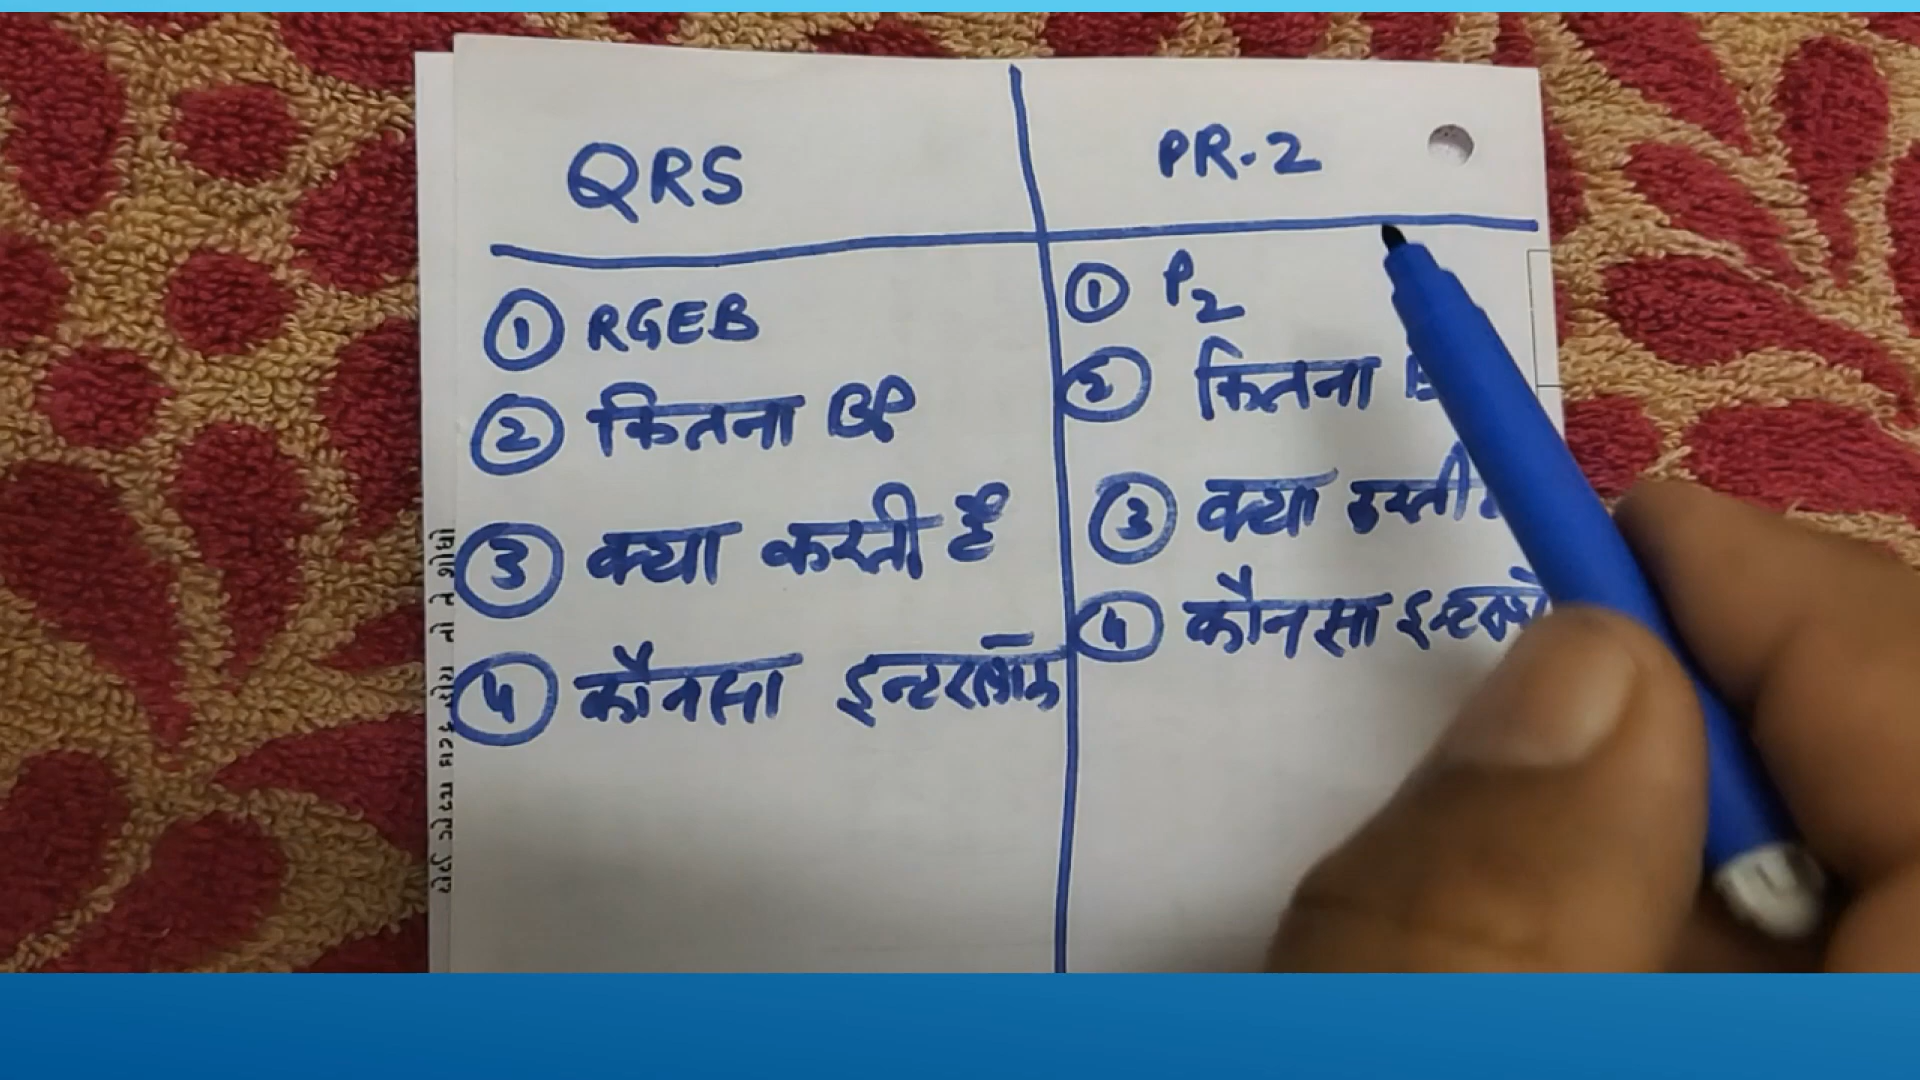 QRS
① RGEB
② कितना BP
③ क्या करती है
④ कौनसा इन्टरलॉक
PR-2
① P2
② कितना
③ क्या करती
④ कौनसा